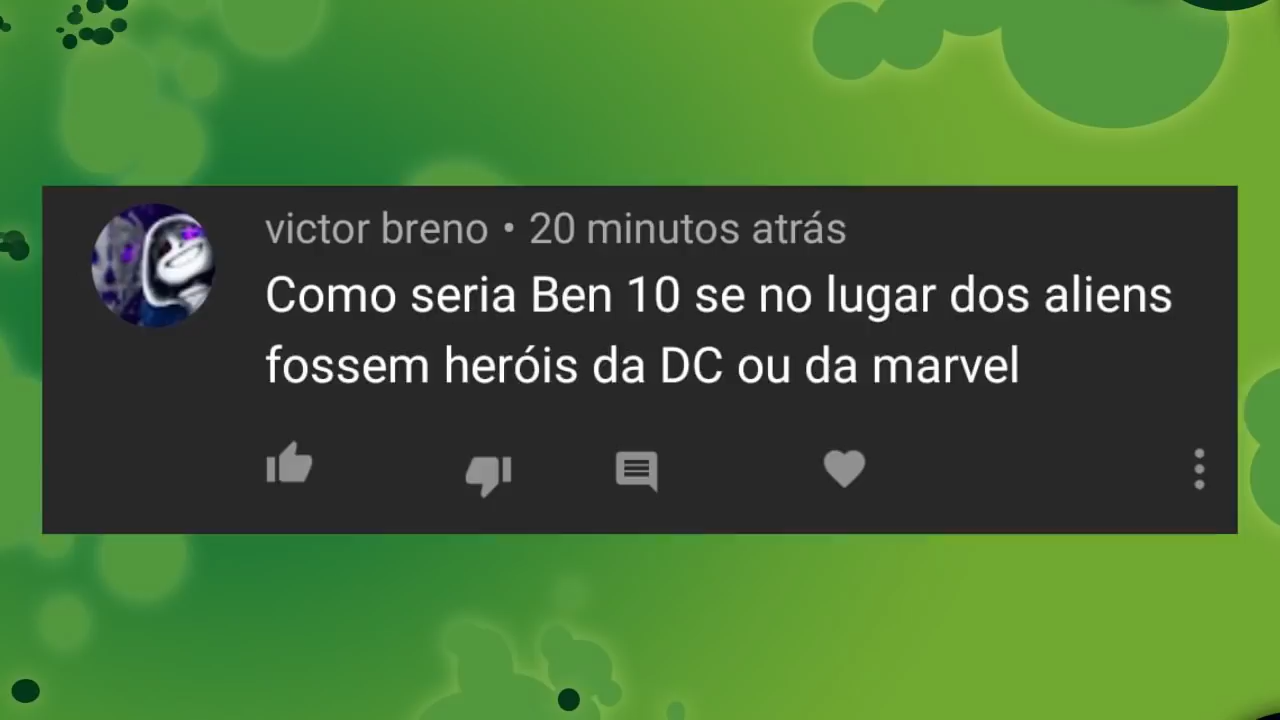 victor breno • 20 minutos atrás
Como seria Ben 10 se no lugar dos aliens
fossem heróis da DC ou da marvel